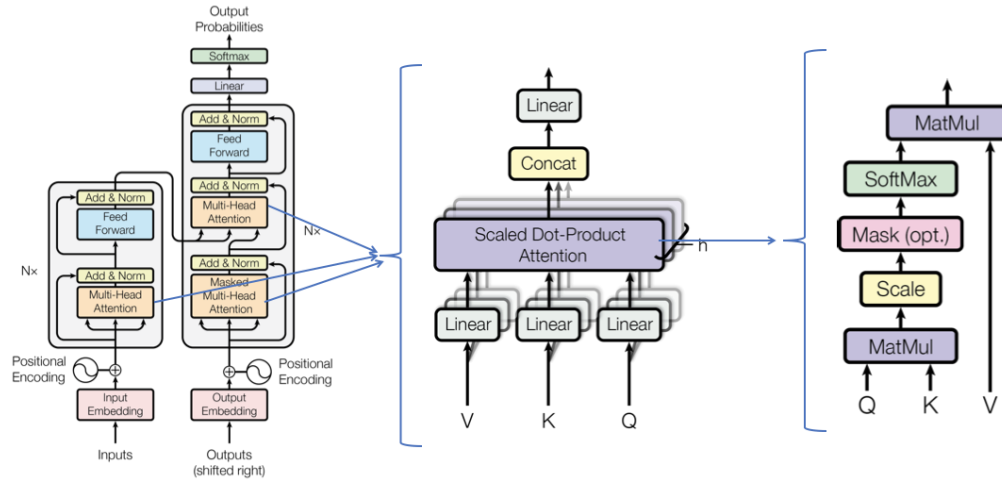 Output
Probabilities
Softmax
Linear
Add & Norm
Feed
Forward
Add & Norm
Multi-Head
Attention
Nx
Add & Norm
Masked
Multi-Head
Attention
Add & Norm
Feed
Forward
Nx
Add & Norm
Multi-Head
Attention
Positional
Encoding
Positional
Encoding
Input
Embedding
Output
Embedding
Inputs
Outputs
(shifted right)
Linear
Concat
Scaled Dot-Product
Attention
h
Linear
Linear
Linear
V
K
Q
MatMul
SoftMax
Mask (opt.)
Scale
MatMul
Q
K
V